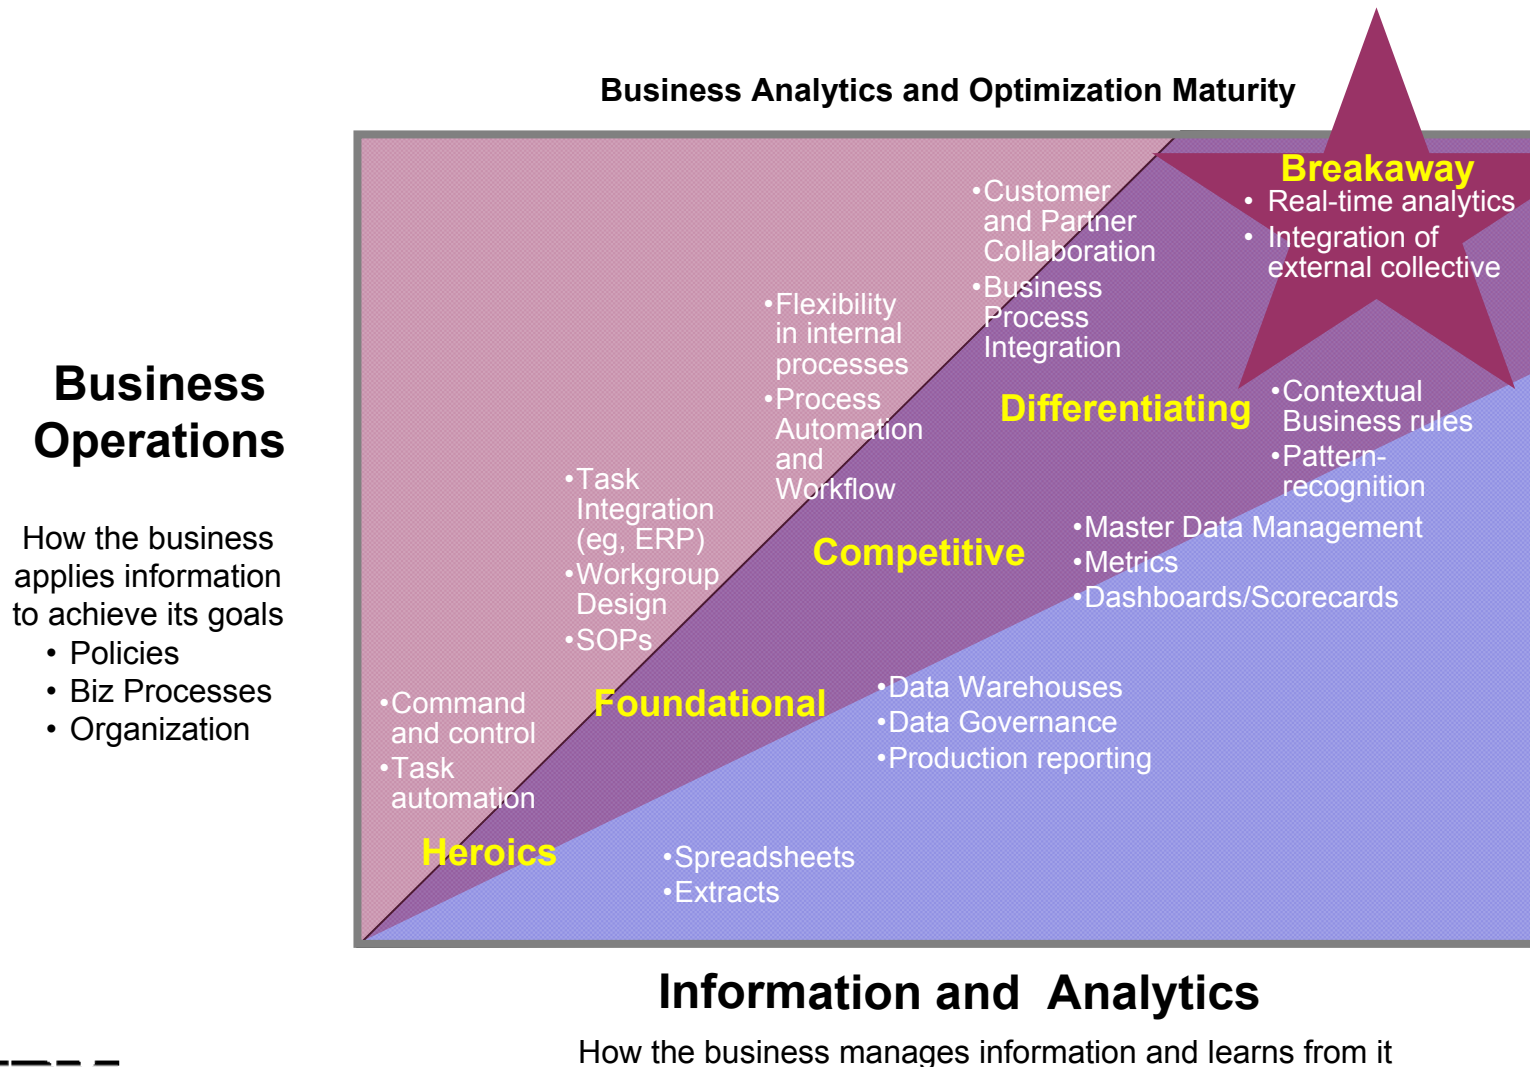 Business Analytics and Optimization Maturity
Breakaway
• Real-time analytics
• Integration of
external collective
•Customer
and Partner
Collaboration
•Business
Process
Integration
•Flexibility
in internal
processes
•Process
Automation
and
Workflow
Differentiating
•Contextual
Business rules
•Pattern-
recognition
Business
Operations
How the business
applies information
to achieve its goals
• Policies
• Biz Processes
• Organization
•Task
Integration
(eg, ERP)
•Workgroup
Design
•SOPs
Competitive
•Master Data Management
•Metrics
•Dashboards/Scorecards
•Command
and control
•Task
automation
Foundational
•Data Warehouses
•Data Governance
•Production reporting
Heroics
•Spreadsheets
•Extracts
Information and  Analytics
How the business manages information and learns from it